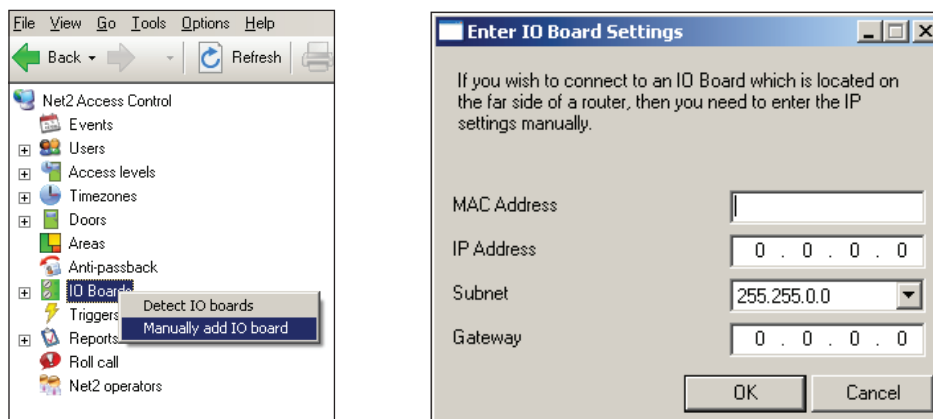 File View Go Tools Options Help
Back Refresh
Net2 Access Control
Events
Users
Access levels
Timezones
Doors
Areas
Anti-passback
IO Boards
Detect IO boards
Triggers
Manually add IO board
Reports
Roll call
Net2 operators
Enter IO Board Settings
If you wish to connect to an IO Board which is located on
the far side of a router, then you need to enter the IP
settings manually.
MAC Address
IP Address 0 . 0 . 0 . 0
Subnet 255.255.0.0
Gateway 0 . 0 . 0 . 0
OK Cancel